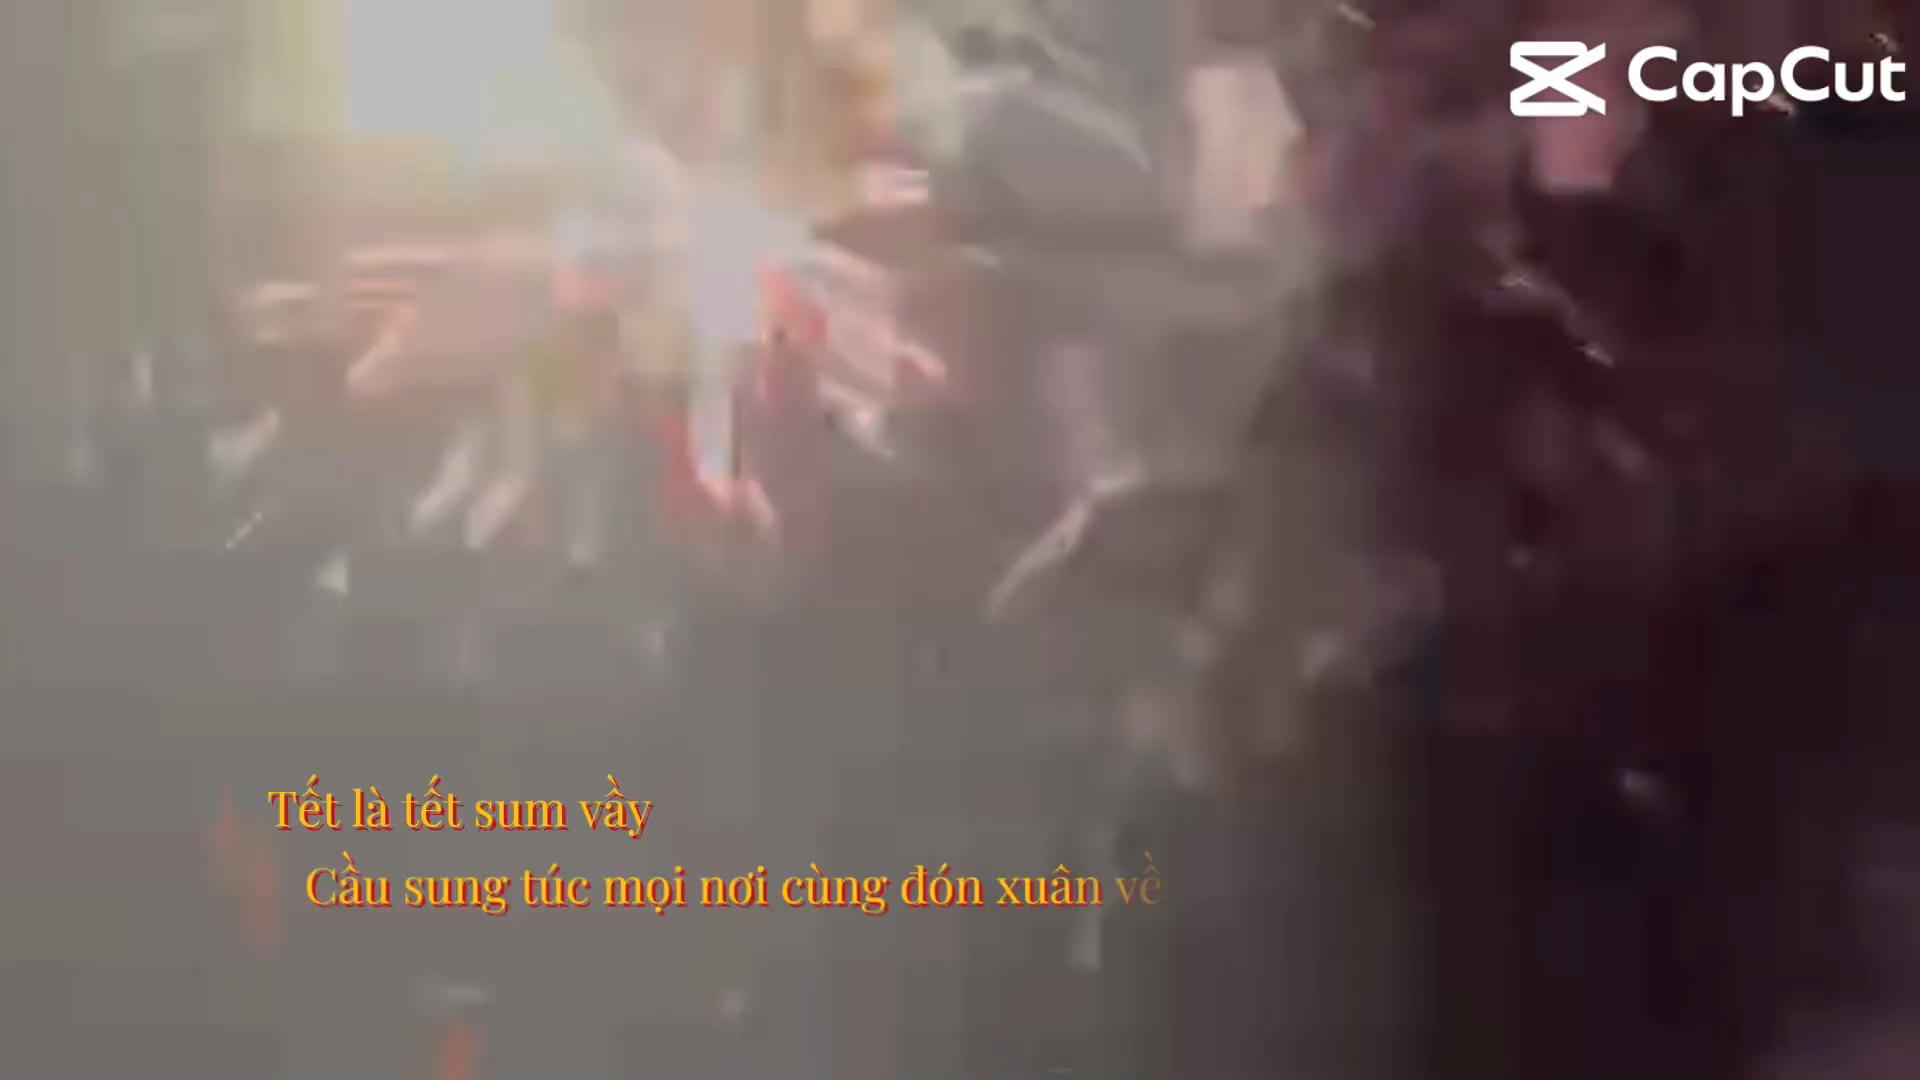 CapCut
Tết là tết sum vầy
Cầu sung túc mọi nơi cùng đón xuân về